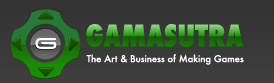 G
GAMASUTRA
The Art & Business of Making Games